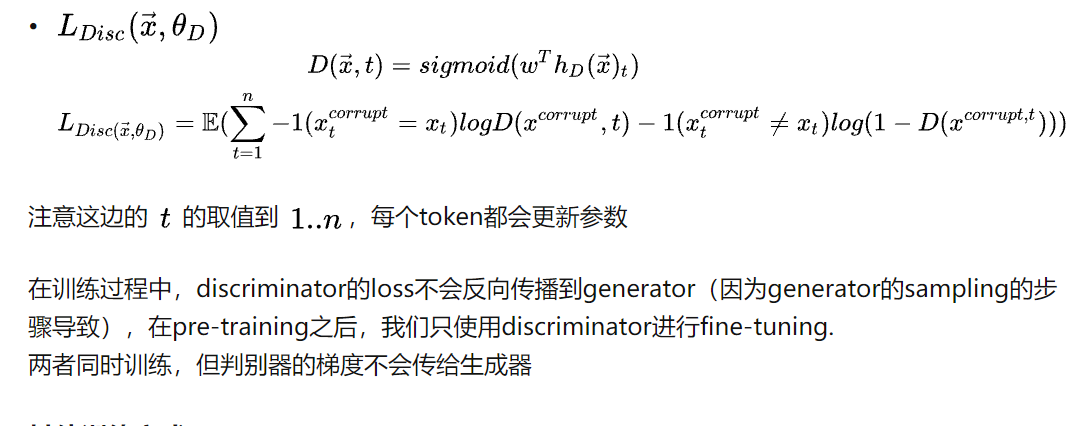 • $L_{Disc}(\vec{x},\theta_D)$
$D(\vec{x},t) = sigmoid(w^T h_D(\vec{x})_t)$
$L_{Disc(\vec{x},\theta_D)} = \mathbb{E}(\sum_{t=1}^{n} -1(x_t^{corrupt} = x_t)logD(x^{corrupt},t) - 1(x_t^{corrupt} \neq x_t)log(1 - D(x^{corrupt,t})))$
注意这边的 $t$ 的取值到 $1..n$，每个token都会更新参数
在训练过程中，discriminator的loss不会反向传播到generator（因为generator的sampling的步
骤导致），在pre-training之后，我们只使用discriminator进行fine-tuning.
两者同时训练，但判别器的梯度不会传给生成器